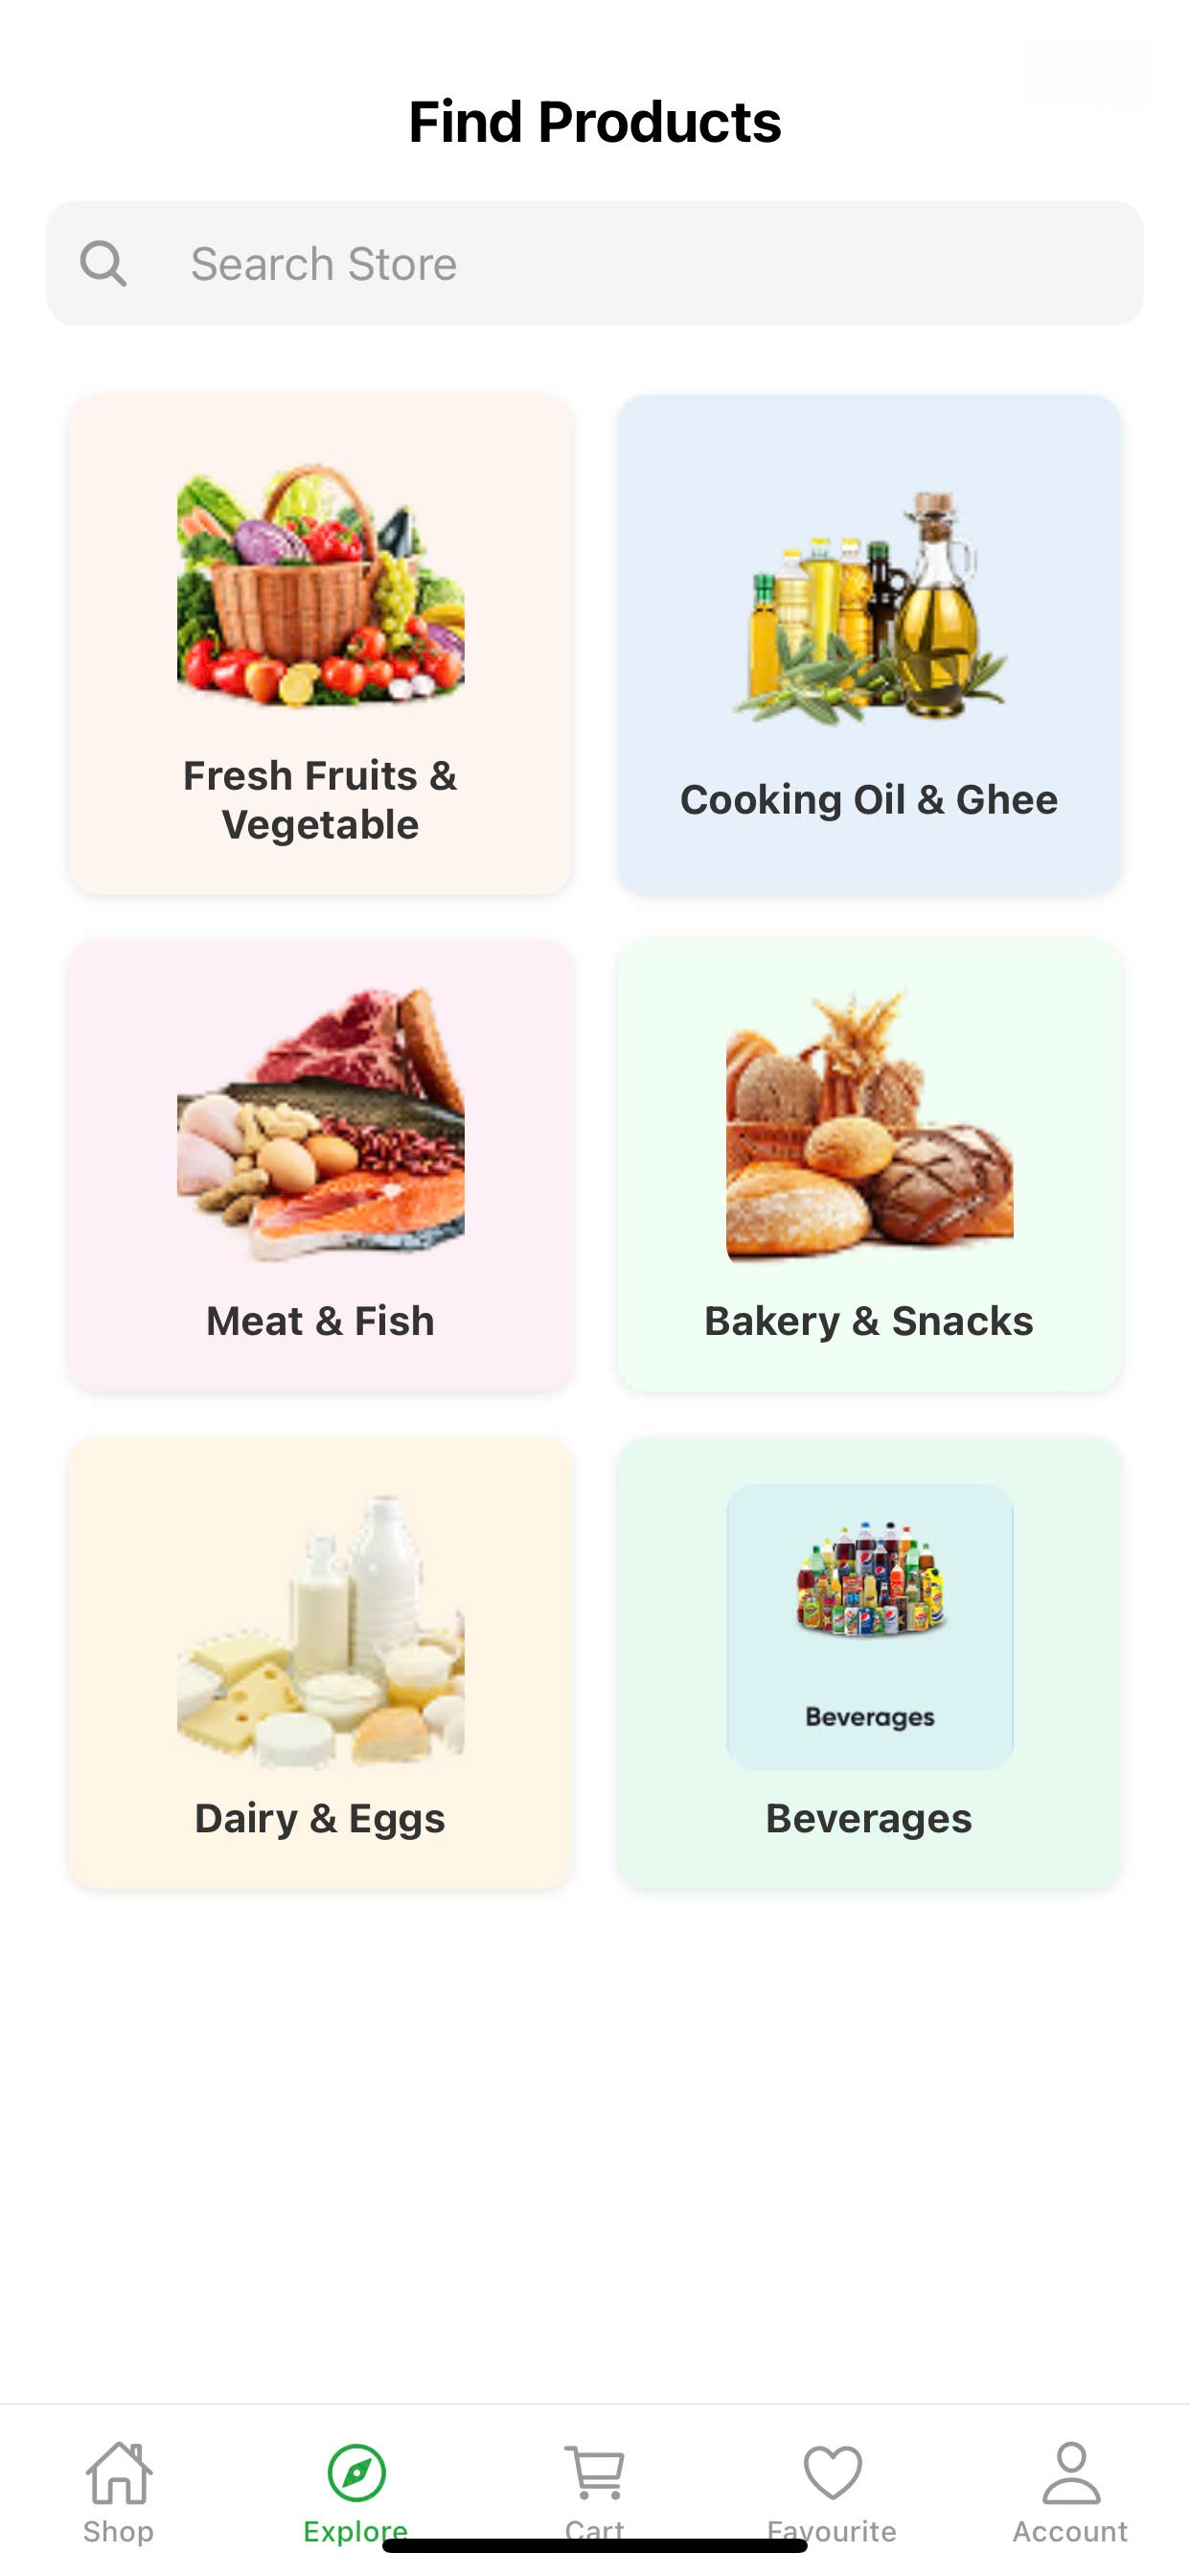 Find Products
Search Store
Fresh Fruits &
Vegetable
Cooking Oil & Ghee
Meat & Fish
Bakery & Snacks
Beverages
Dairy & Eggs
Beverages
Shop
Explore
Cart
Favourite
Account